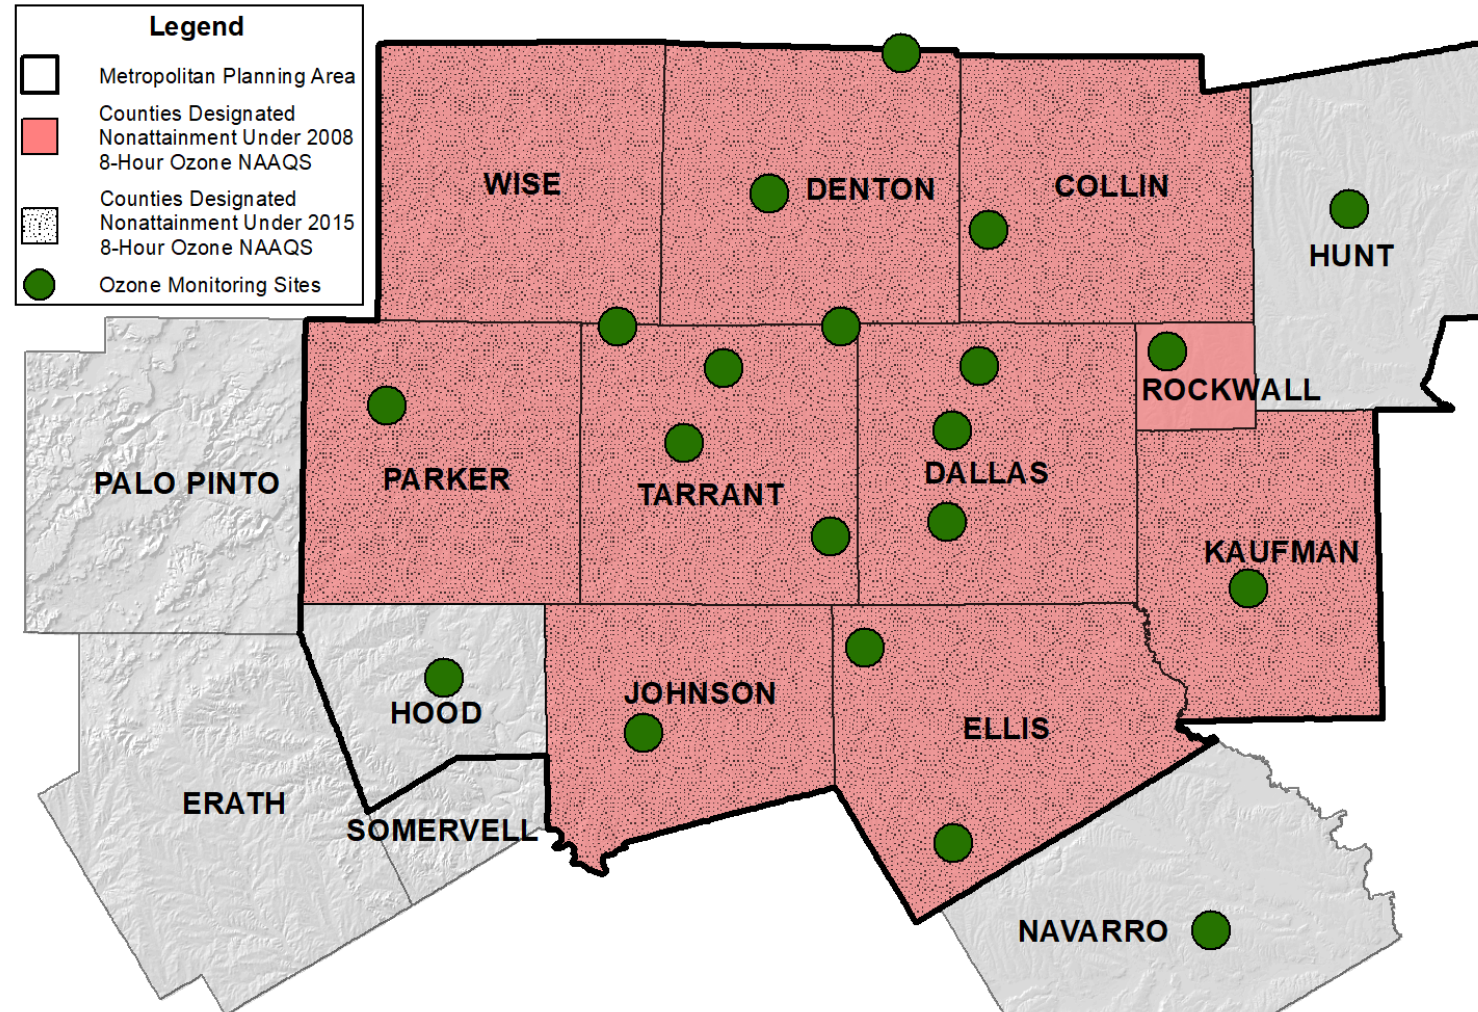 Legend
Metropolitan Planning Area
Counties Designated
Nonattainment Under 2008
8-Hour Ozone NAAQS
Counties Designated
Nonattainment Under 2015
8-Hour Ozone NAAQS
Ozone Monitoring Sites
WISE
DENTON
COLLIN
HUNT
ROCKWALL
PALO PINTO
PARKER
TARRANT
DALLAS
KAUFMAN
HOOD
JOHNSON
ELLIS
ERATH
SOMERVELL
NAVARRO